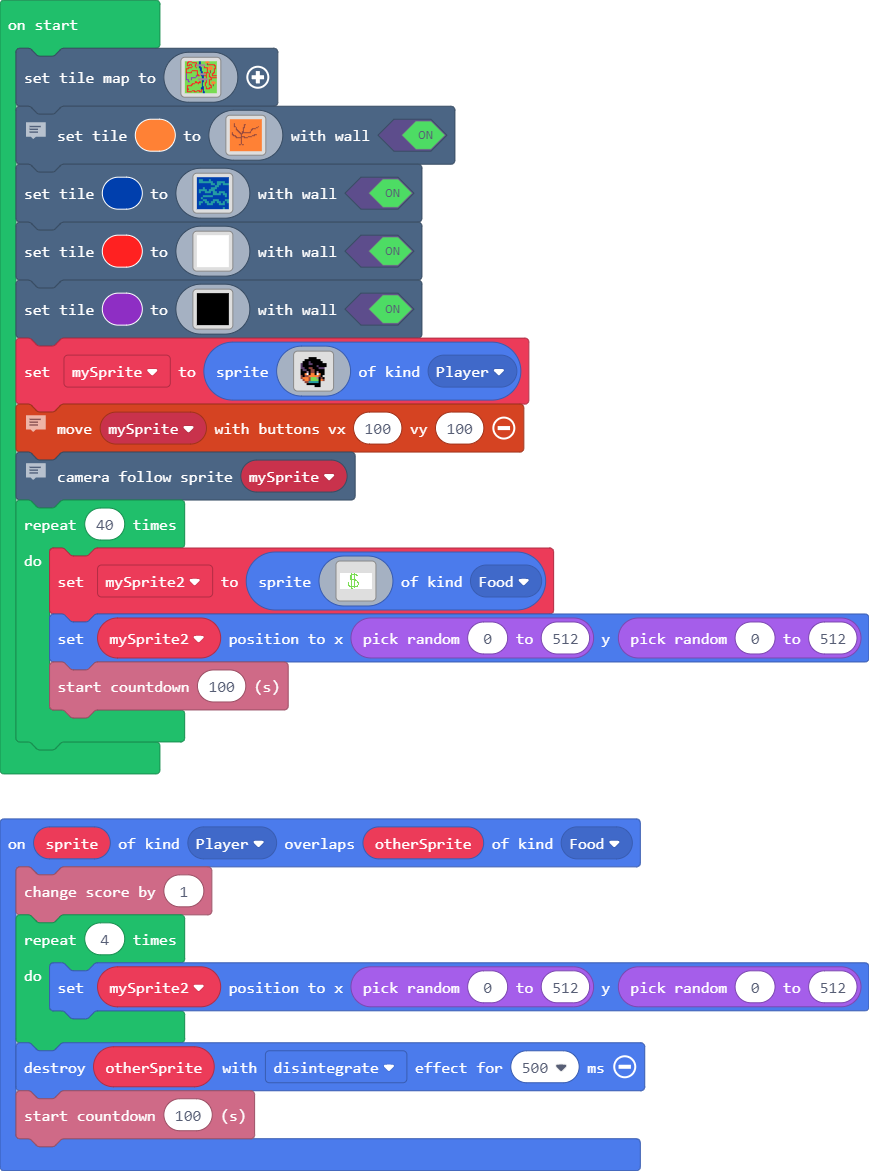 on start
set tile map to
set tile to with wall ON
set tile to with wall ON
set tile to with wall ON
set tile to with wall ON
set mySprite to sprite of kind Player
move mySprite with buttons vx 100 vy 100
camera follow sprite mySprite
repeat 40 times
do
set mySprite2 to sprite $ of kind Food
set mySprite2 position to x pick random 0 to 512 y pick random 0 to 512
start countdown 100 (s)
on sprite of kind Player overlaps otherSprite of kind Food
change score by 1
repeat 4 times
do
set mySprite2 position to x pick random 0 to 512 y pick random 0 to 512
destroy otherSprite with disintegrate effect for 500 ms
start countdown 100 (s)